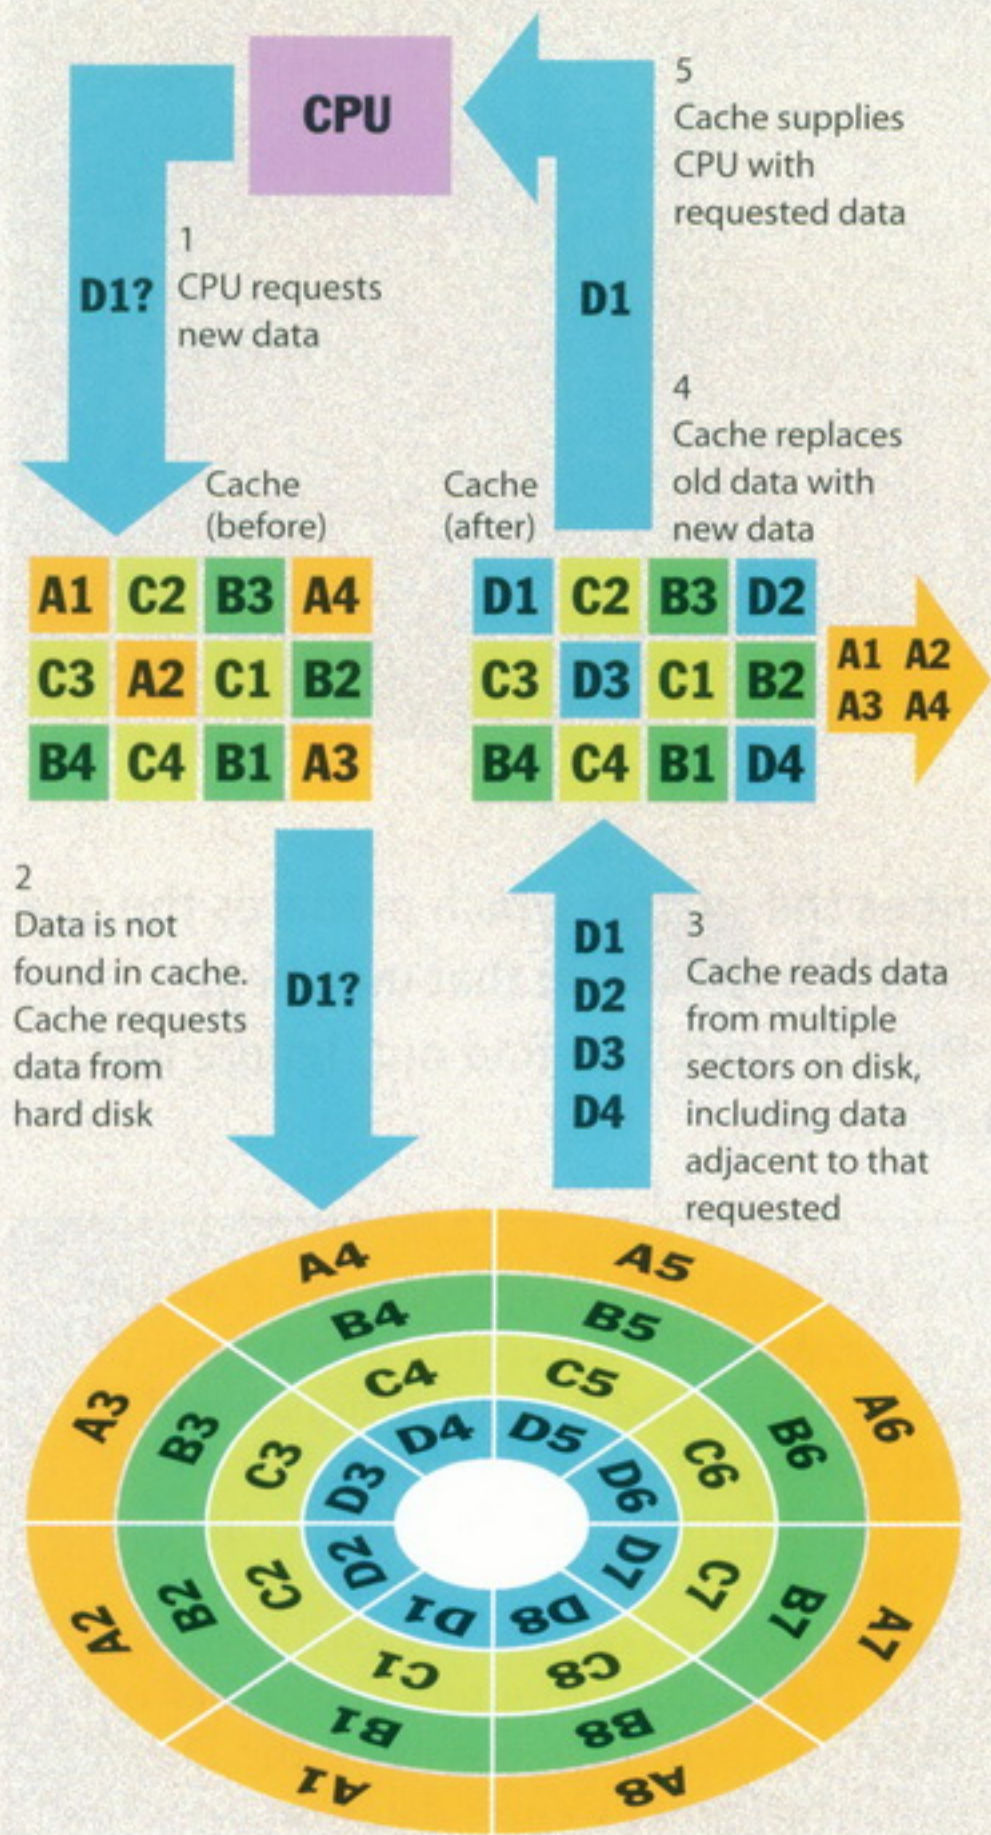 CPU
1
CPU requests
new data
D1?
5
Cache supplies
CPU with
requested data
D1
4
Cache replaces
old data with
new data
Cache
(before)
Cache
(after)
A1 C2 B3 A4
C3 A2 C1 B2
B4 C4 B1 A3
D1 C2 B3 D2
C3 D3 C1 B2
B4 C4 B1 D4
A1 A2
A3 A4
2
Data is not
found in cache.
Cache requests
data from
hard disk
D1?
D1
D2
D3
D4
3
Cache reads data
from multiple
sectors on disk,
including data
adjacent to that
requested
A4 A5
B4 B5
C4 C5
D4 D5
A3 B3 C3 D3 D6 C6 B6 A6
A2 B2 C2 D2 D7 C7 B7 A7
D1 D8
C1 C8
B1 B8
A1 A8